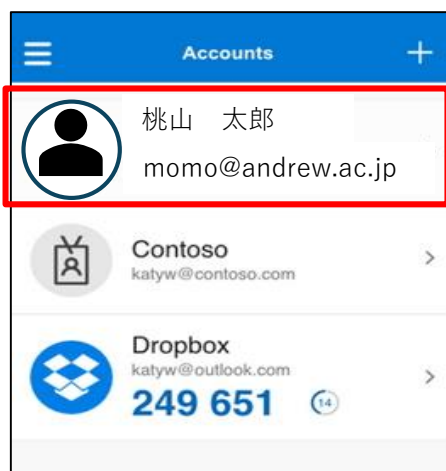 Accounts
桃山　太郎
momo@andrew.ac.jp
Contoso
katyw@contoso.com
Dropbox
katyw@outlook.com
249 651 14